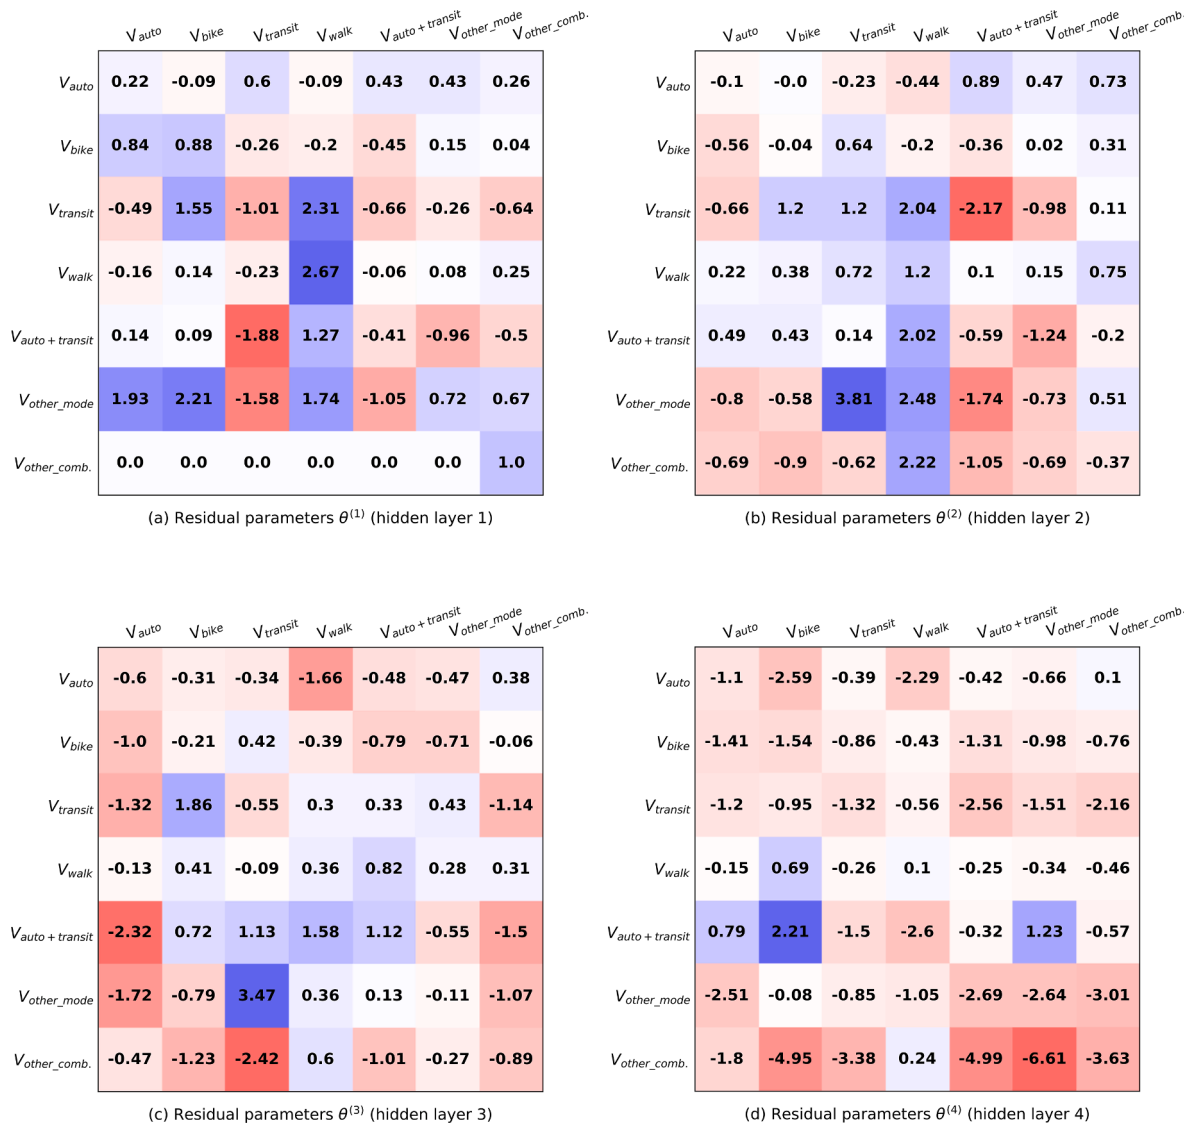 V_auto V_bike V_transit V_walk V_auto+transit V_other_mode V_other_comb.
V_auto 0.22 -0.09 0.6 -0.09 0.43 0.43 0.26
V_bike 0.84 0.88 -0.26 -0.2 -0.45 0.15 0.04
V_transit -0.49 1.55 -1.01 2.31 -0.66 -0.26 -0.64
V_walk -0.16 0.14 -0.23 2.67 -0.06 0.08 0.25
V_auto+transit 0.14 0.09 -1.88 1.27 -0.41 -0.96 -0.5
V_other_mode 1.93 2.21 -1.58 1.74 -1.05 0.72 0.67
V_other_comb. 0.0 0.0 0.0 0.0 0.0 0.0 1.0
(a) Residual parameters θ^(1) (hidden layer 1)
V_auto V_bike V_transit V_walk V_auto+transit V_other_mode V_other_comb.
V_auto -0.1 -0.0 -0.23 -0.44 0.89 0.47 0.73
V_bike -0.56 -0.04 0.64 -0.2 -0.36 0.02 0.31
V_transit -0.66 1.2 1.2 2.04 -2.17 -0.98 0.11
V_walk 0.22 0.38 0.72 1.2 0.1 0.15 0.75
V_auto+transit 0.49 0.43 0.14 2.02 -0.59 -1.24 -0.2
V_other_mode -0.8 -0.58 3.81 2.48 -1.74 -0.73 0.51
V_other_comb. -0.69 -0.9 -0.62 2.22 -1.05 -0.69 -0.37
(b) Residual parameters θ^(2) (hidden layer 2)
V_auto V_bike V_transit V_walk V_auto+transit V_other_mode V_other_comb.
V_auto -0.6 -0.31 -0.34 -1.66 -0.48 -0.47 0.38
V_bike -1.0 -0.21 0.42 -0.39 -0.79 -0.71 -0.06
V_transit -1.32 1.86 -0.55 0.3 0.33 0.43 -1.14
V_walk -0.13 0.41 -0.09 0.36 0.82 0.28 0.31
V_auto+transit -2.32 0.72 1.13 1.58 1.12 -0.55 -1.5
V_other_mode -1.72 -0.79 3.47 0.36 0.13 -0.11 -1.07
V_other_comb. -0.47 -1.23 -2.42 0.6 -1.01 -0.27 -0.89
(c) Residual parameters θ^(3) (hidden layer 3)
V_auto V_bike V_transit V_walk V_auto+transit V_other_mode V_other_comb.
V_auto -1.1 -2.59 -0.39 -2.29 -0.42 -0.66 0.1
V_bike -1.41 -1.54 -0.86 -0.43 -1.31 -0.98 -0.76
V_transit -1.2 -0.95 -1.32 -0.56 -2.56 -1.51 -2.16
V_walk -0.15 0.69 -0.26 0.1 -0.25 -0.34 -0.46
V_auto+transit 0.79 2.21 -1.5 -2.6 -0.32 1.23 -0.57
V_other_mode -2.51 -0.08 -0.85 -1.05 -2.69 -2.64 -3.01
V_other_comb. -1.8 -4.95 -3.38 0.24 -4.99 -6.61 -3.63
(d) Residual parameters θ^(4) (hidden layer 4)